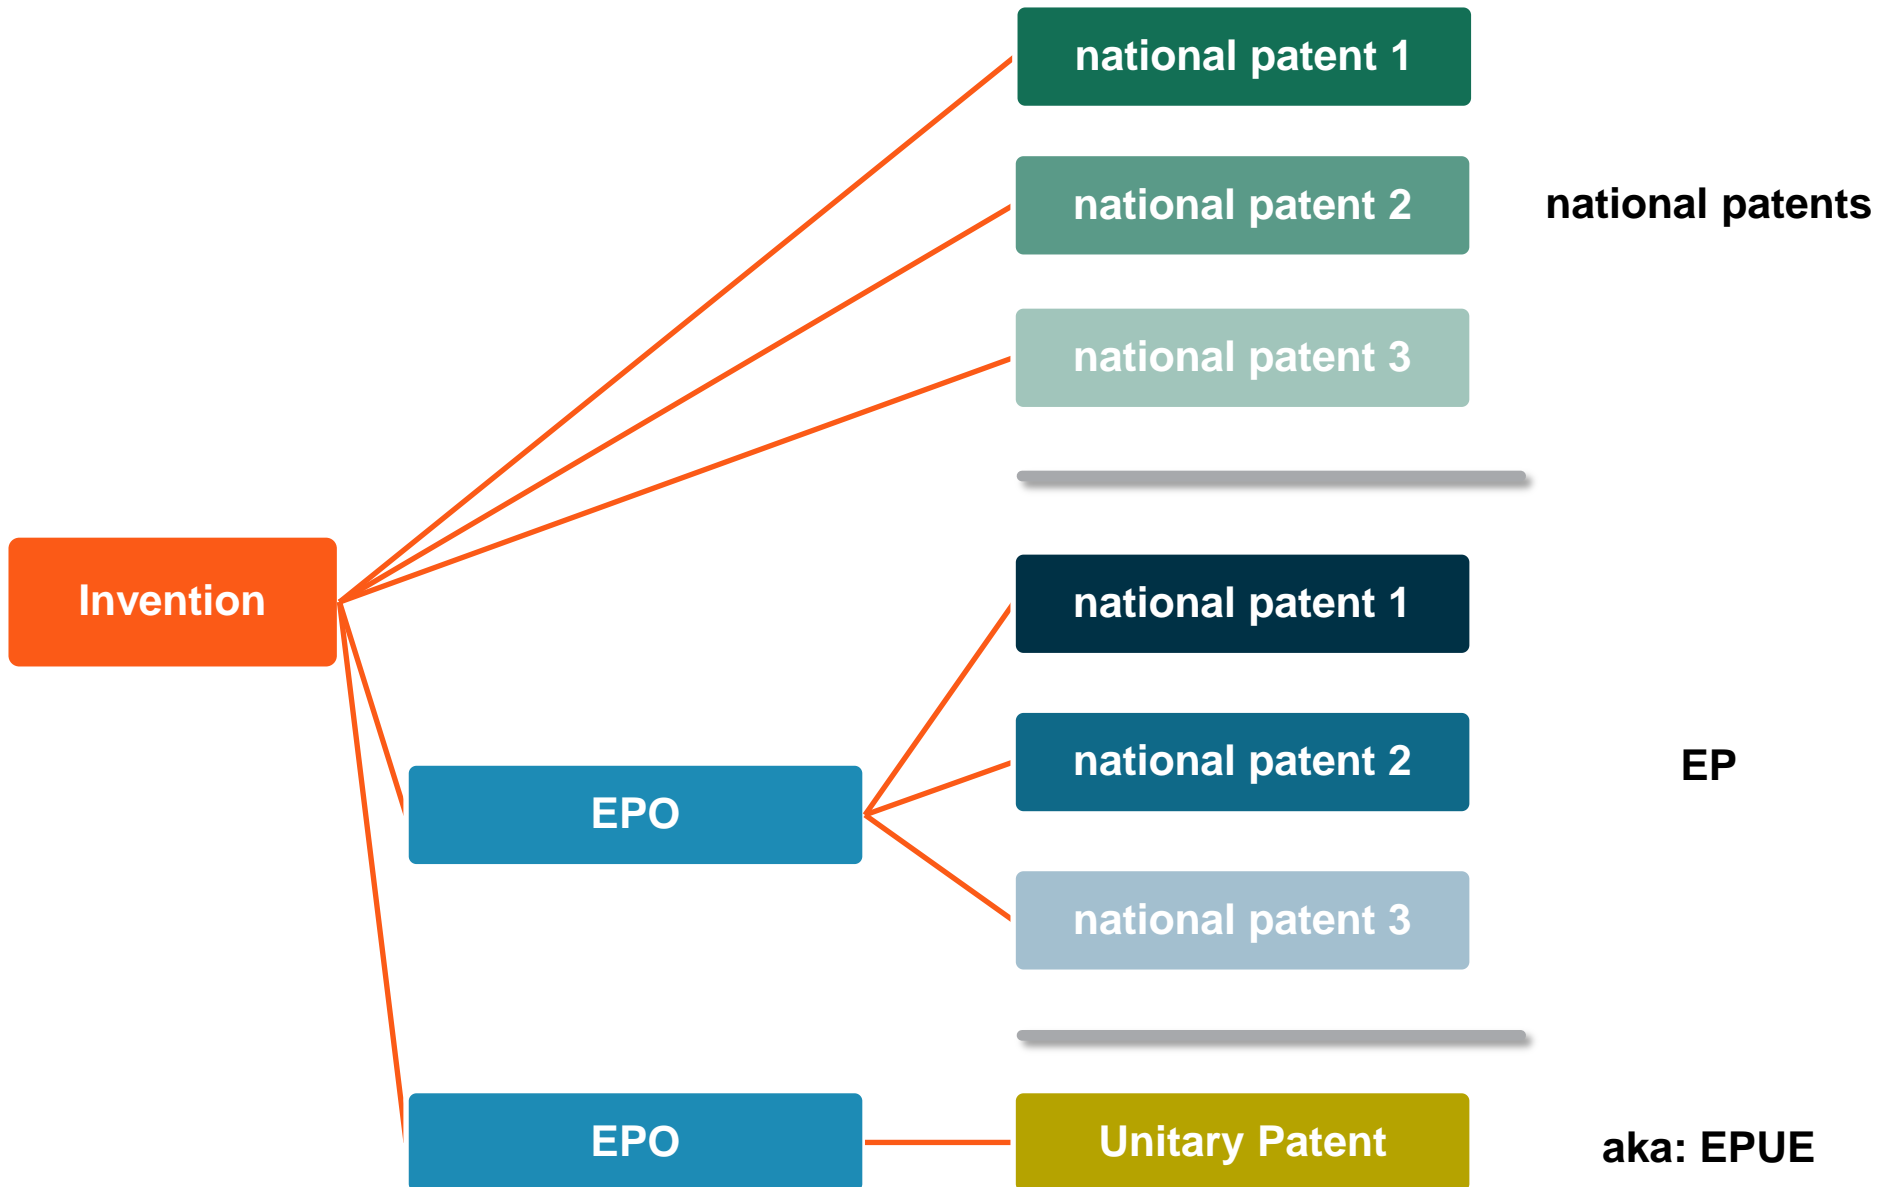 national patent 1
national patent 2
national patents
national patent 3
Invention
national patent 1
national patent 2
EP
EPO
national patent 3
EPO
Unitary Patent
aka: EPUE